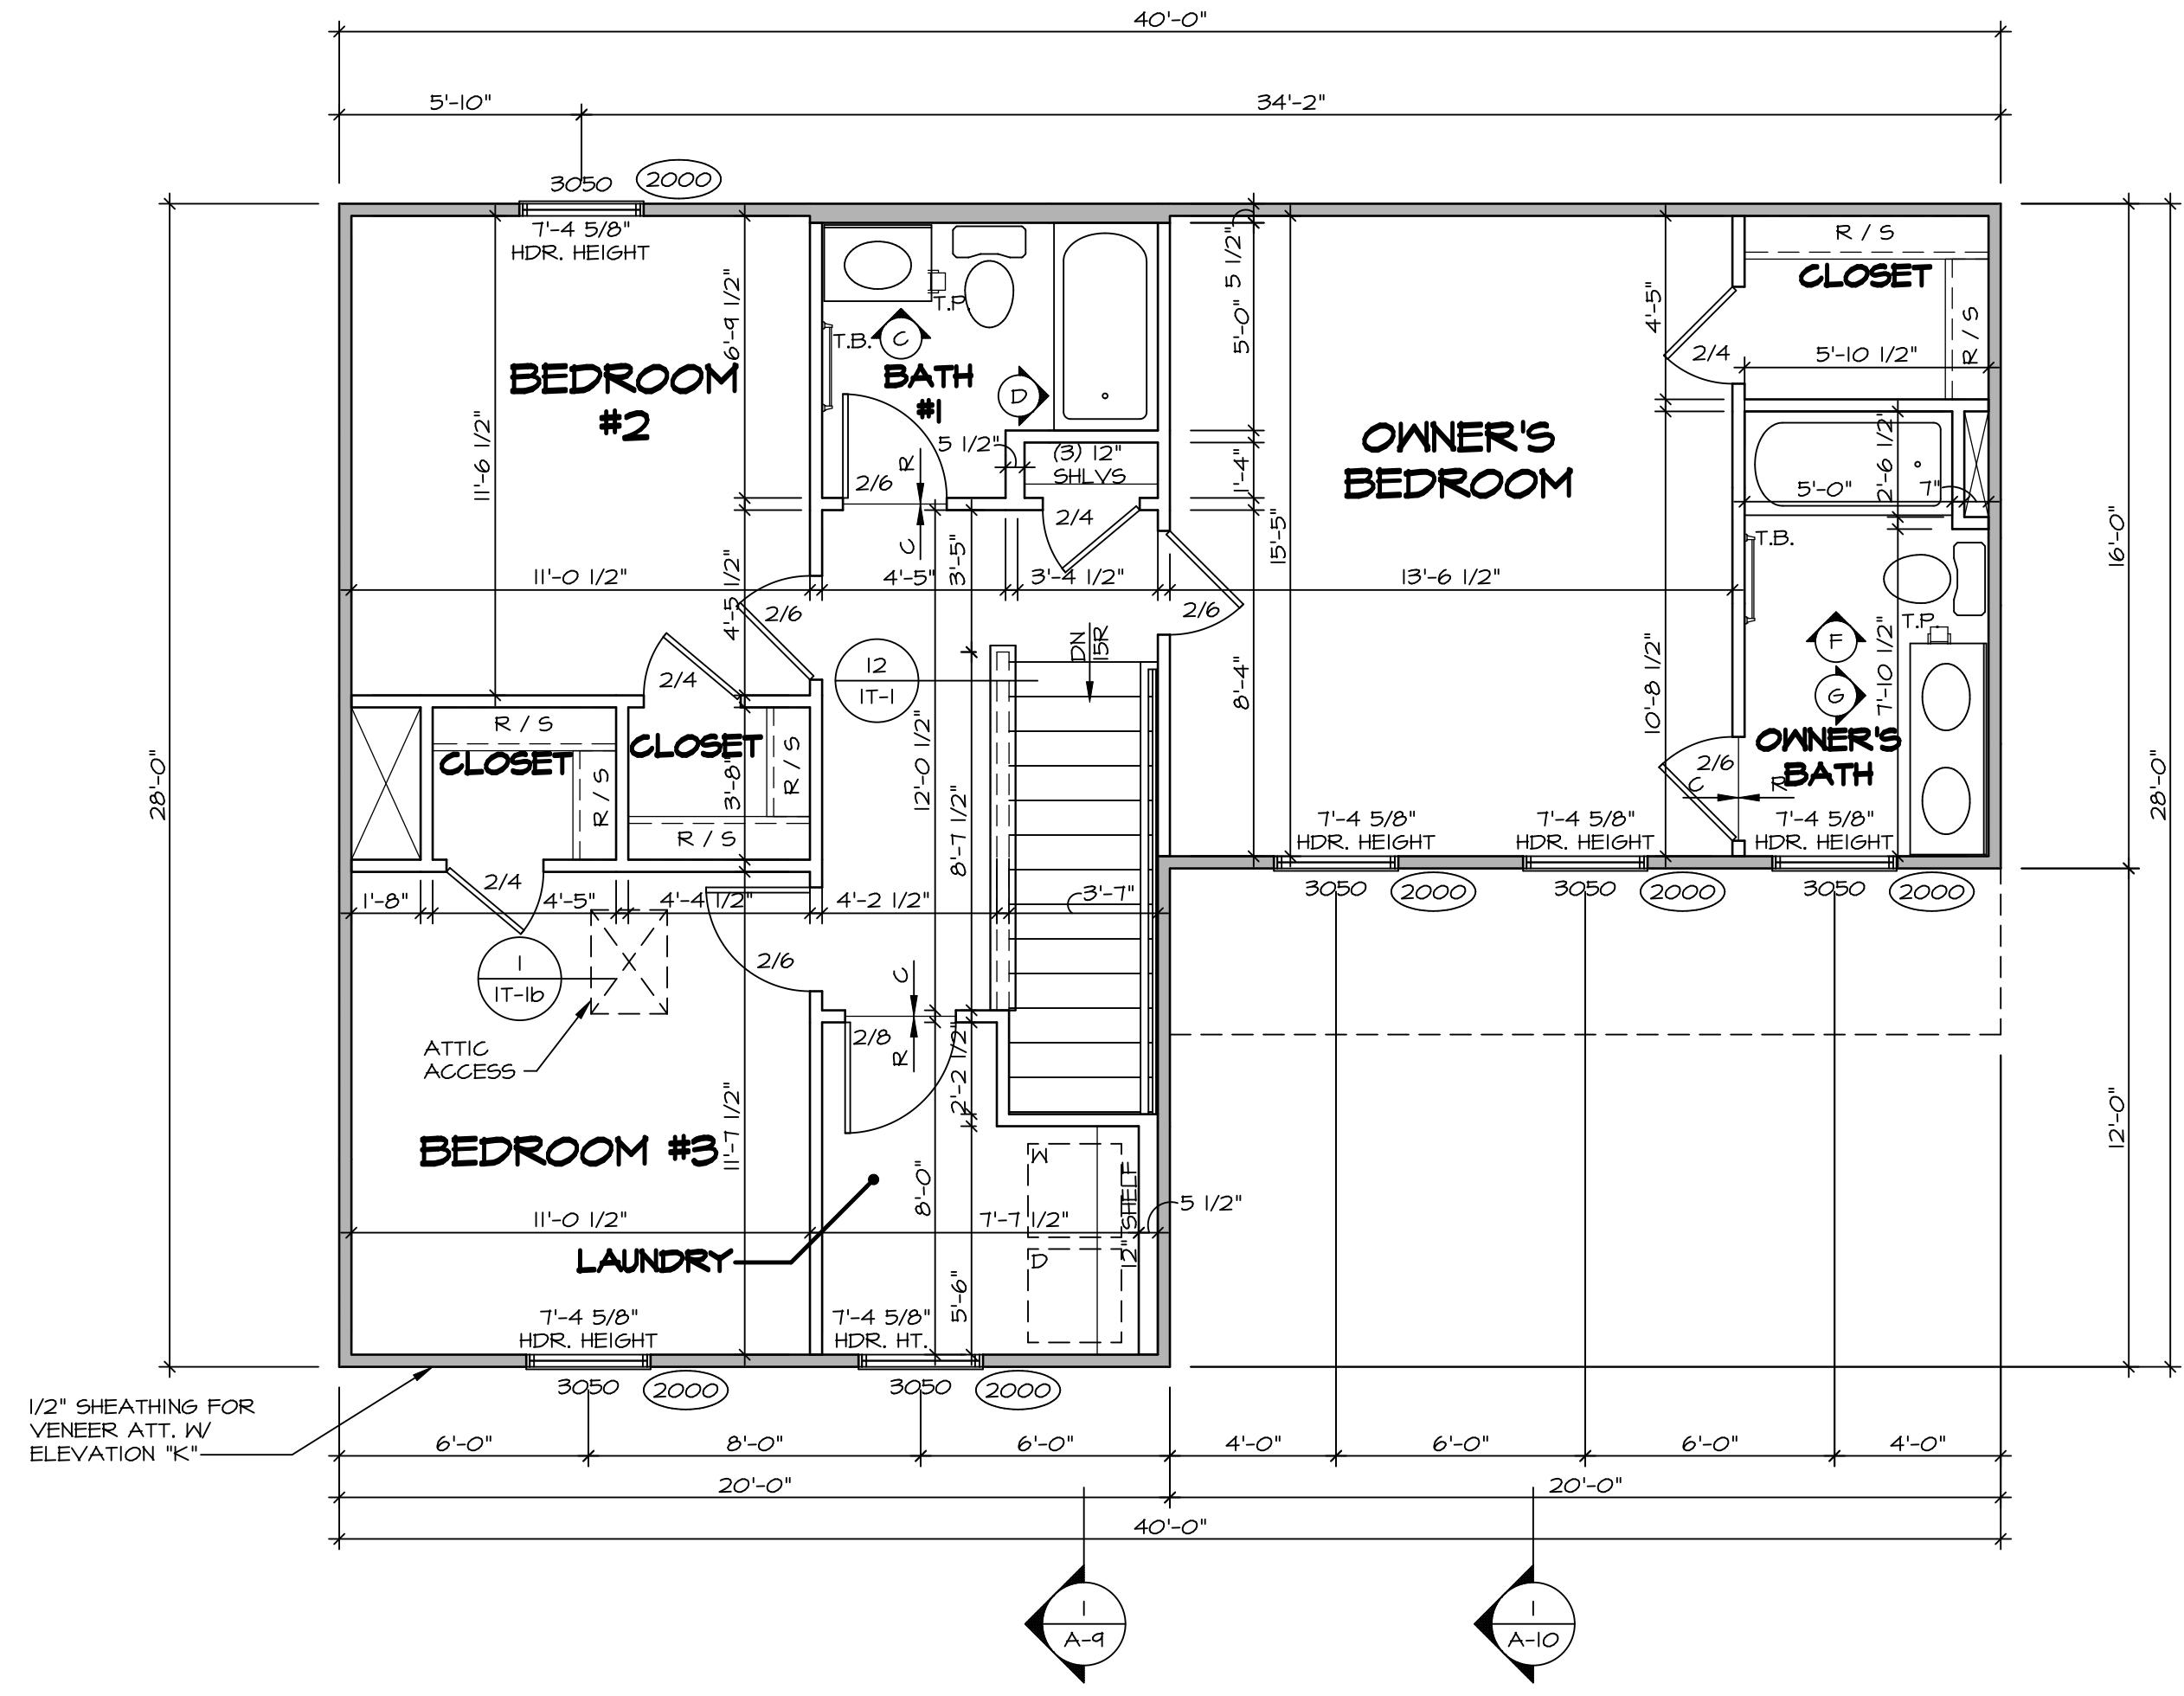 40'-0"
5'-10"
34'-2"
3050
2000
7'-4 5/8"
HDR. HEIGHT
BEDROOM
#2
11'-6 1/2"
6'-9 1/2"
T.P.
T.B.
C
BATH
#1
D
5 1/2"
5'-0"
5 1/2"
(3) 12"
SHLVS
1'-4"
2/6
R
C
2/4
OWNER'S
BEDROOM
R / S
CLOSET
R / S
4'-5"
2/4
5'-10 1/2"
2'-6 1/2"
5'-0"
7"
T.B.
15'-5"
16'-0"
11'-0 1/2"
4'-5"
3'-5"
3'-4 1/2"
13'-6 1/2"
4'-5 1/2"
2/6
2/6
DN
15R
12
IT-1
2/4
8'-4"
10'-8 1/2"
T.P.
F
G
7'-10 1/2"
OWNER'S
BATH
2/6
C
R
R / S
CLOSET
R / S
CLOSET
R / S
R / S
3'-8"
12'-0 1/2"
8'-7 1/2"
28'-0"
28'-0"
7'-4 5/8"
HDR. HEIGHT
7'-4 5/8"
HDR. HEIGHT
7'-4 5/8"
HDR. HEIGHT
3050
2000
3050
2000
3050
2000
2/4
1'-8"
4'-5"
4'-4 1/2"
4'-2 1/2"
3'-7"
2/6
1
IT-1b
X
ATTIC
ACCESS
C
2/8
R
2'-2 1/2"
12'-0"
BEDROOM #3
11'-7 1/2"
8'-0"
W
12" SHELF
5 1/2"
11'-0 1/2"
7'-7 1/2"
LAUNDRY
D
5'-6"
7'-4 5/8"
HDR. HEIGHT
7'-4 5/8"
HDR. HT.
3050
2000
3050
2000
1/2" SHEATHING FOR
VENEER ATT. W/
ELEVATION "K"
6'-0"
8'-0"
6'-0"
4'-0"
6'-0"
6'-0"
4'-0"
20'-0"
20'-0"
40'-0"
1
A-9
1
A-10